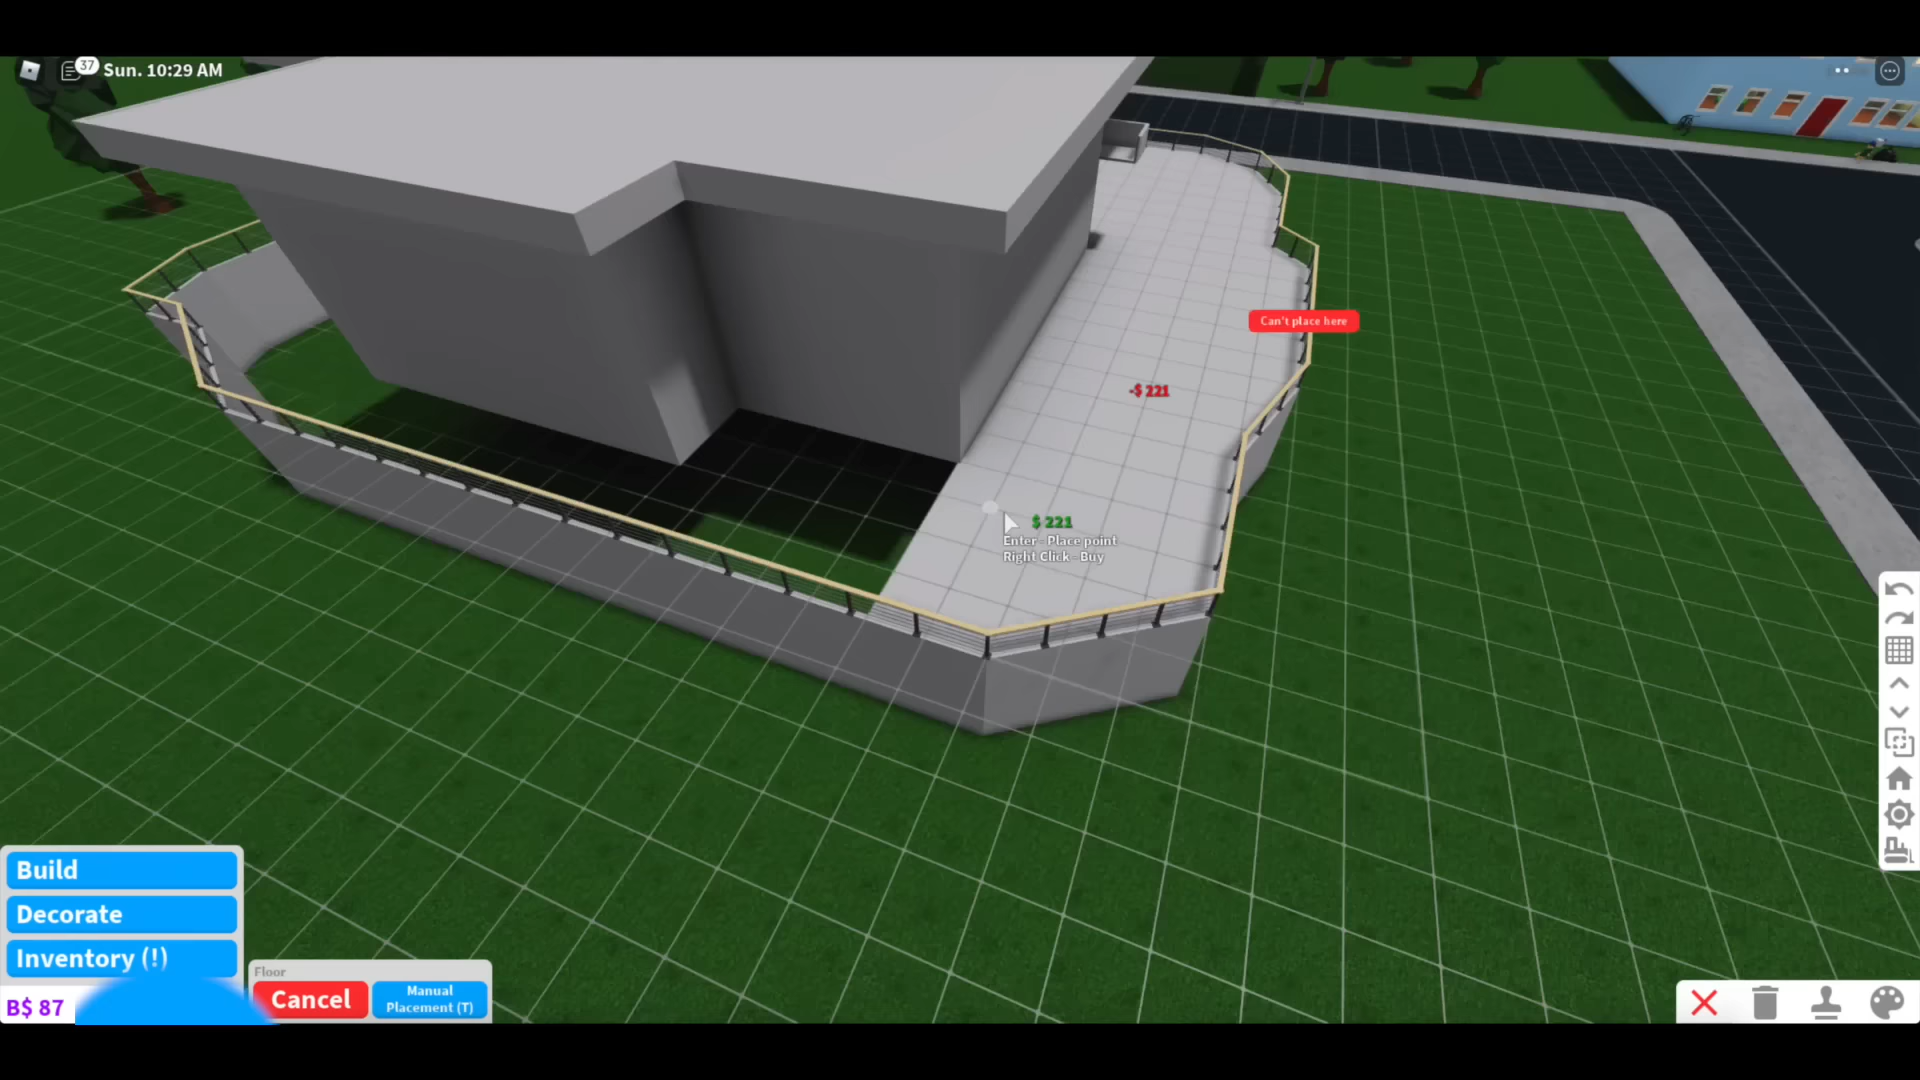 37
Sun. 10:29 AM
Can't place here
-$ 221
$ 221
Enter - Place point
Right Click - Buy
Build
Decorate
Inventory (!)
B$ 87
Floor
Cancel
Manual
Placement (T)